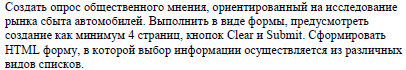 Создать опрос общественного мнения, ориентированный на исследование
рынка сбыта автомобилей. Выполнить в виде формы, предусмотреть
создание как минимум 4 страниц, кнопок Clear и Submit. Сформировать
HTML форму, в которой выбор информации осуществляется из различных
видов списков.